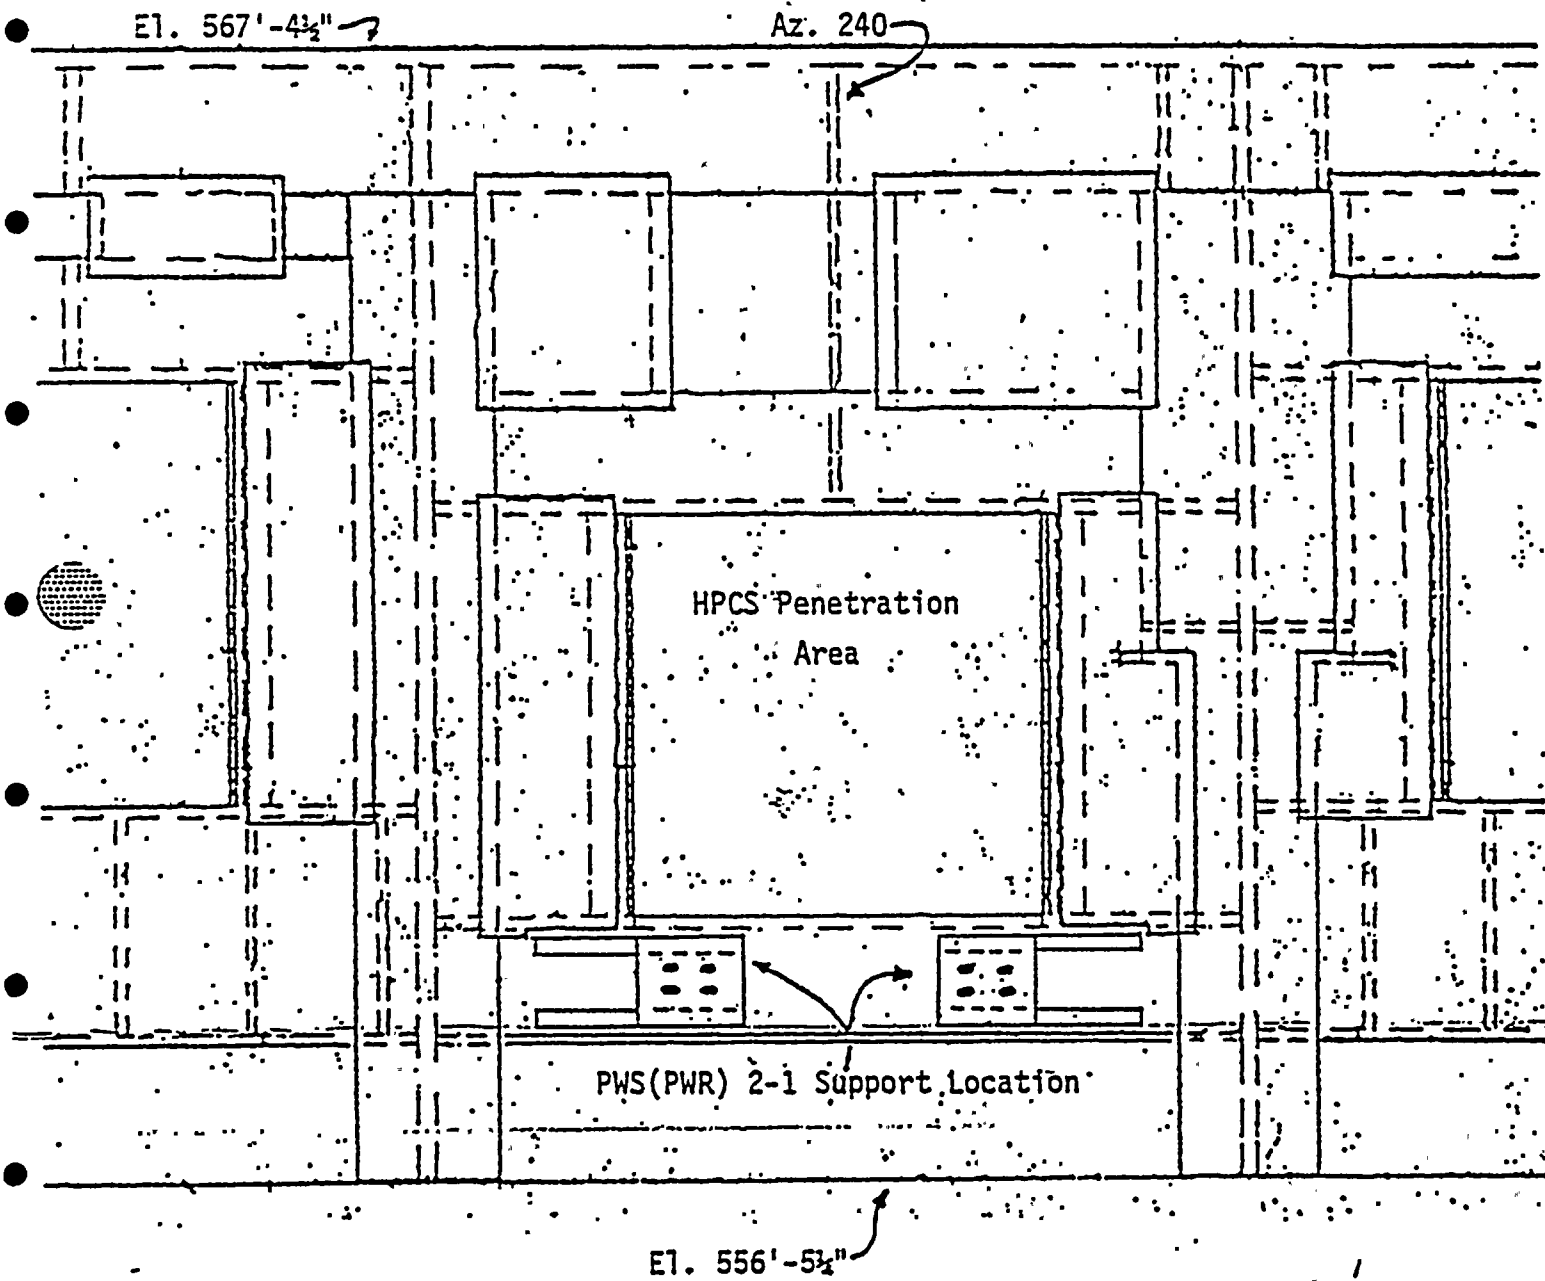 El. 567'-4½"
Az. 240
HPCS Penetration
Area
PWS(PWR) 2-1 Support Location
El. 556'-5½"